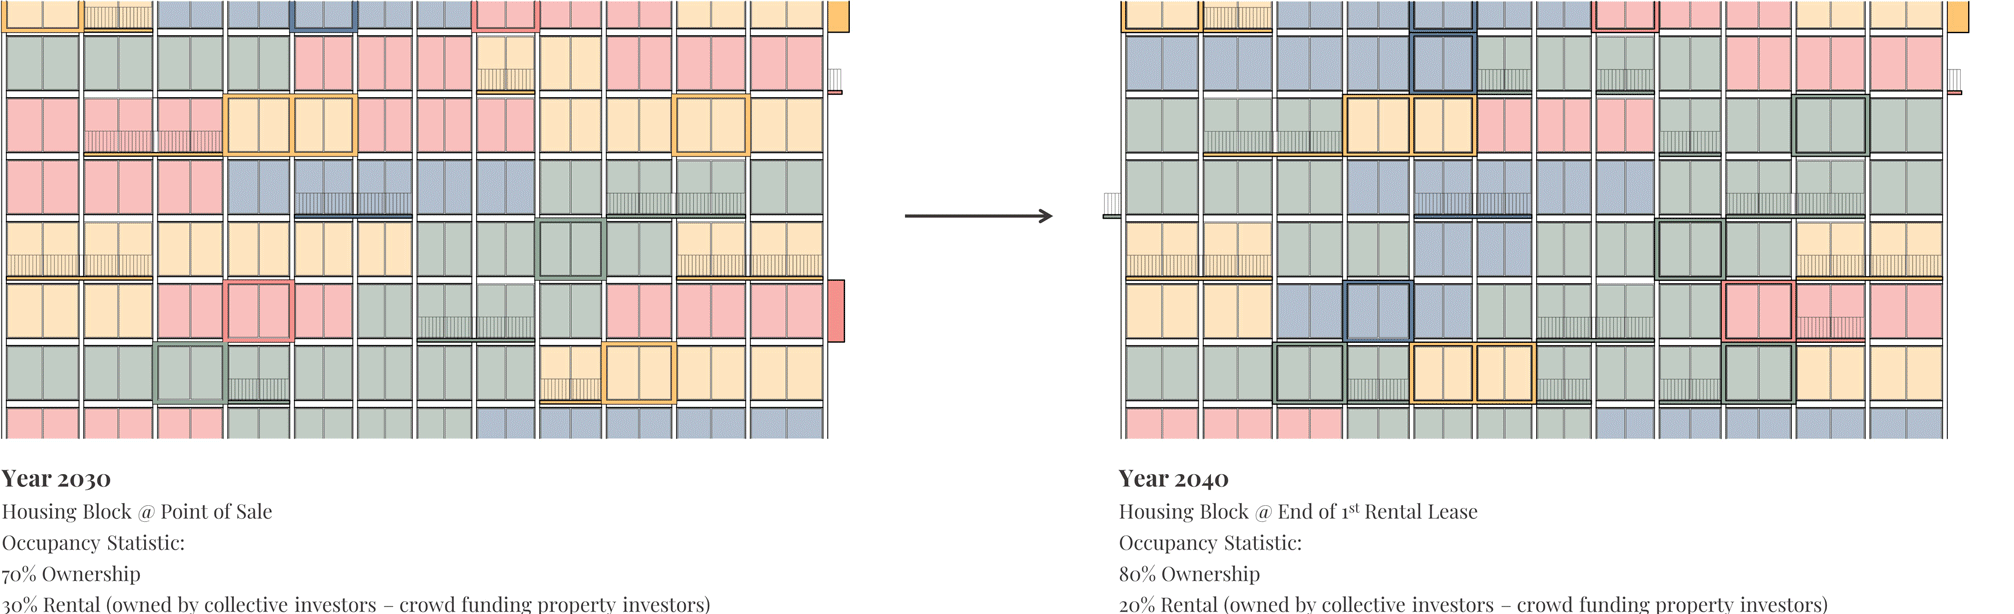 Year 2030
Housing Block @ Point of Sale
Occupancy Statistic:
70% Ownership
30% Rental (owned by collective investors – crowd funding property investors)
Year 2040
Housing Block @ End of 1st Rental Lease
Occupancy Statistic:
80% Ownership
20% Rental (owned by collective investors – crowd funding property investors)